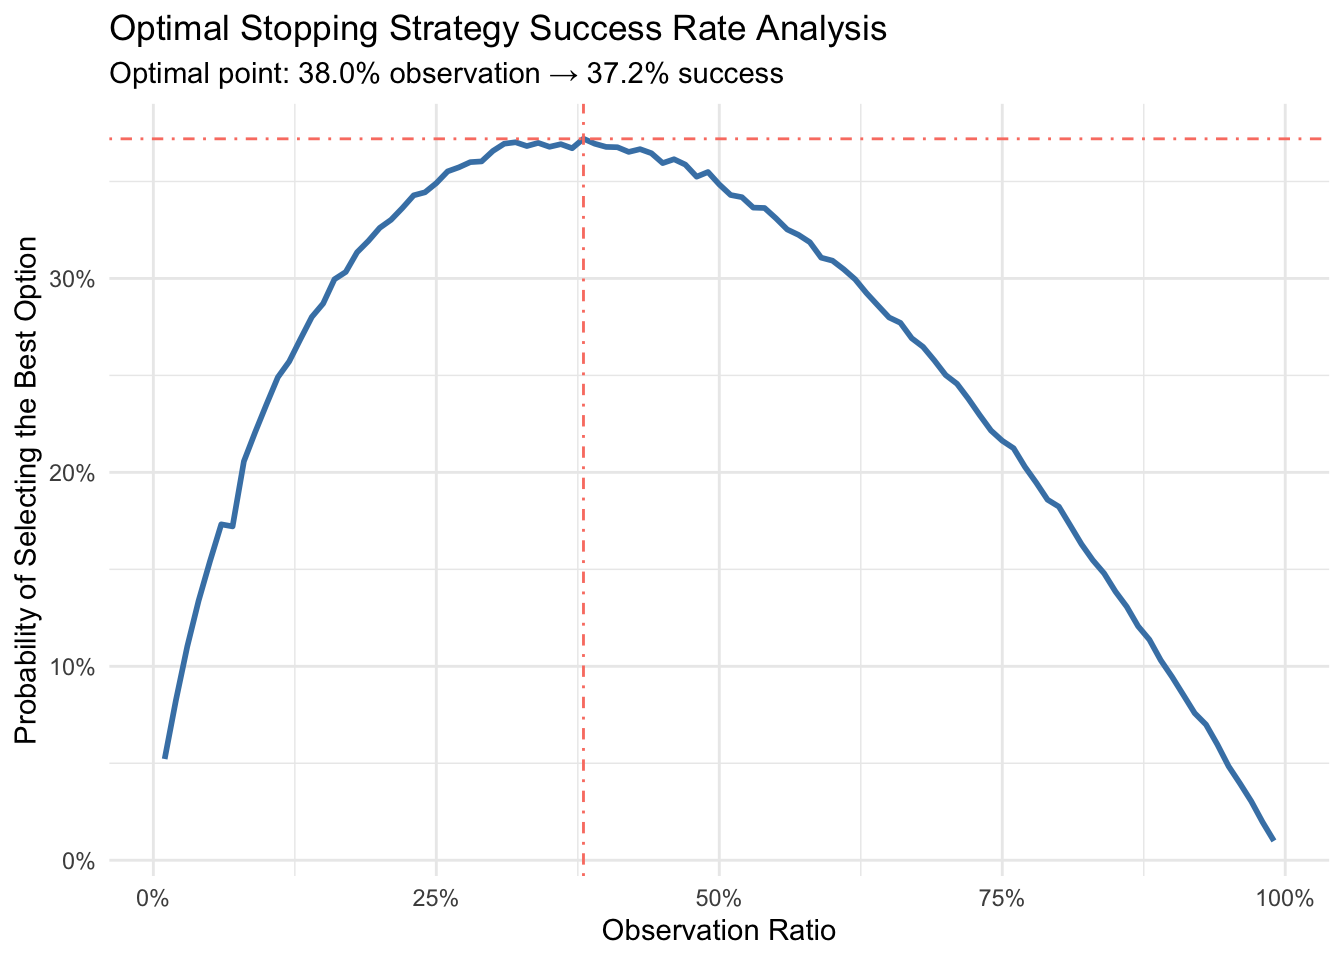 Optimal Stopping Strategy Success Rate Analysis
Optimal point: 38.0% observation → 37.2% success
Probability of Selecting the Best Option
30%
20%
10%
0%
0%
25%
50%
75%
100%
Observation Ratio